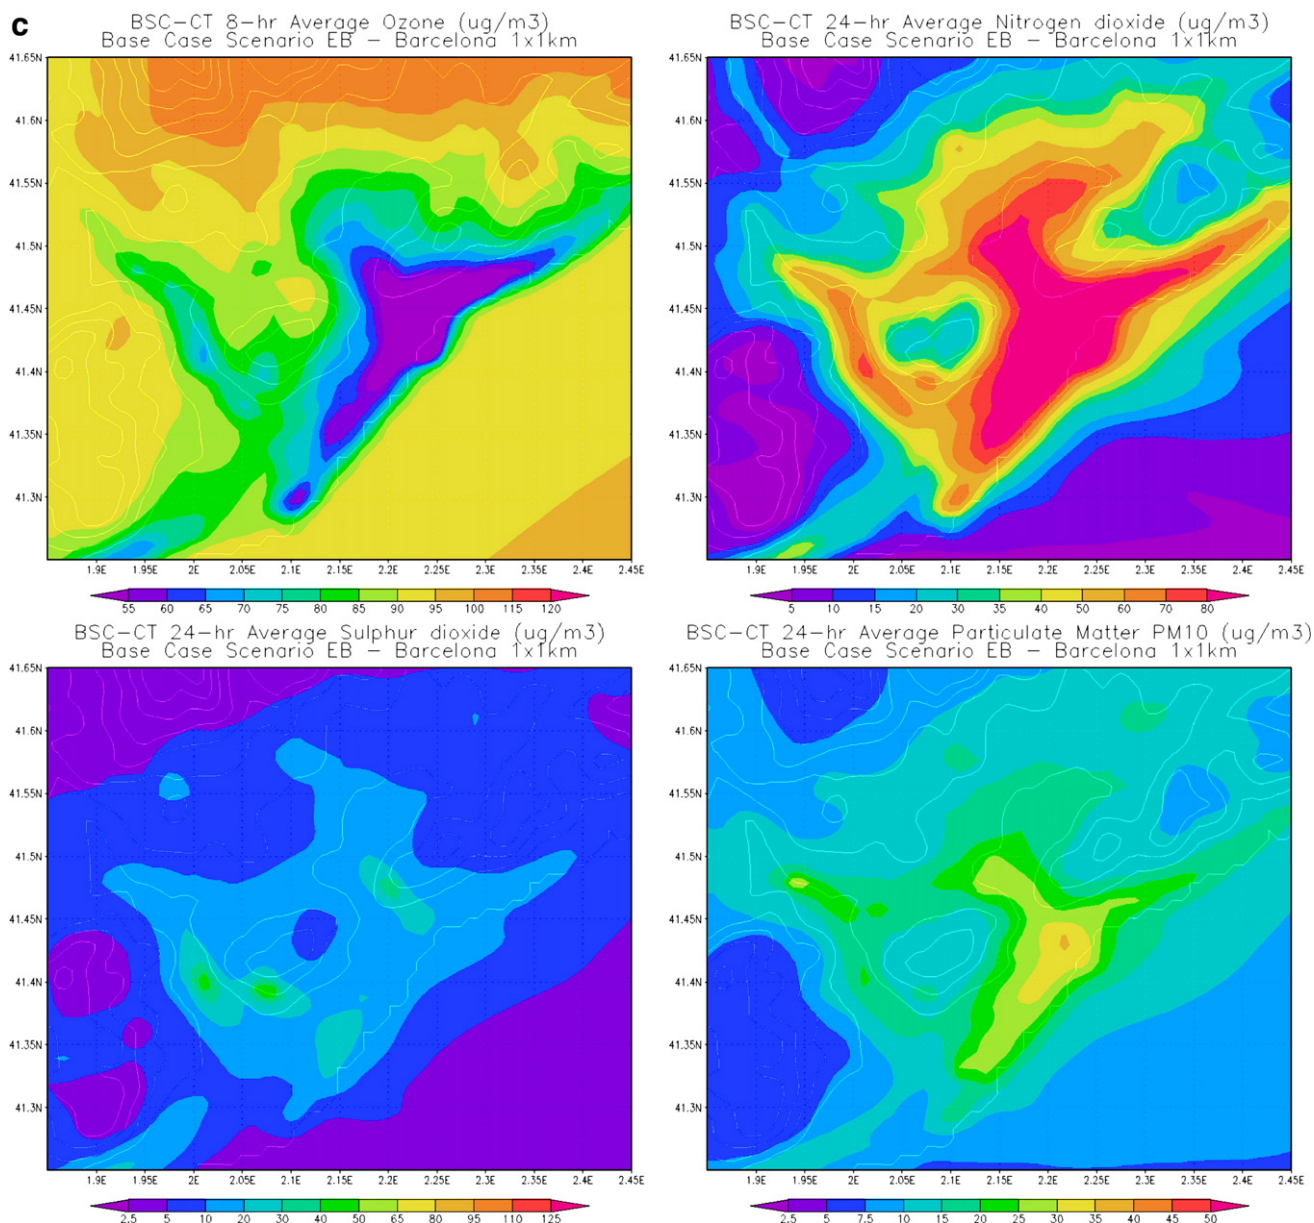 c
BSC-CT 8-hr Average Ozone (ug/m3)
Base Case Scenario EB - Barcelona 1x1km
41.65N
41.6N
41.55N
41.5N
41.45N
41.4N
41.35N
41.3N
1.9E 1.95E 2E 2.05E 2.1E 2.15E 2.2E 2.25E 2.3E 2.35E 2.4E 2.45E
55 60 65 70 75 80 85 90 95 100 115 120
BSC-CT 24-hr Average Nitrogen dioxide (ug/m3)
Base Case Scenario EB - Barcelona 1x1km
41.65N
41.6N
41.55N
41.5N
41.45N
41.4N
41.35N
41.3N
1.9E 1.95E 2E 2.05E 2.1E 2.15E 2.2E 2.25E 2.3E 2.35E 2.4E 2.45E
5 10 15 20 30 35 40 50 60 70 80
BSC-CT 24-hr Average Sulphur dioxide (ug/m3)
Base Case Scenario EB - Barcelona 1x1km
41.65N
41.6N
41.55N
41.5N
41.45N
41.4N
41.35N
41.3N
1.9E 1.95E 2E 2.05E 2.1E 2.15E 2.2E 2.25E 2.3E 2.35E 2.4E 2.45E
2.5 5 10 20 30 40 50 65 80 95 110 125
BSC-CT 24-hr Average Particulate Matter PM10 (ug/m3)
Base Case Scenario EB - Barcelona 1x1km
41.65N
41.6N
41.55N
41.5N
41.45N
41.4N
41.35N
41.3N
1.9E 1.95E 2E 2.05E 2.1E 2.15E 2.2E 2.25E 2.3E 2.35E 2.4E 2.45E
2.5 5 7.5 10 15 20 25 30 35 40 45 50